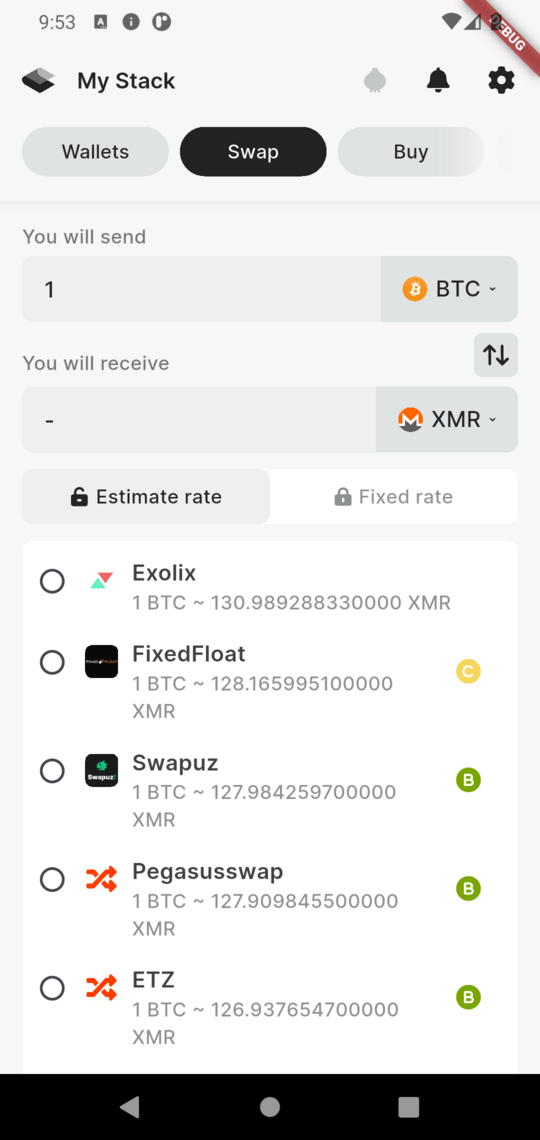 9:53
DEBUG
My Stack
Wallets
Swap
Buy
You will send
1
BTC
You will receive
-
XMR
Estimate rate
Fixed rate
Exolix
1 BTC ~ 130.989288330000 XMR
FixedFloat
1 BTC ~ 128.165995100000
XMR
C
Swapuz
Swapuz
1 BTC ~ 127.984259700000
XMR
B
Pegasusswap
1 BTC ~ 127.909845500000
XMR
B
ETZ
1 BTC ~ 126.937654700000
XMR
B